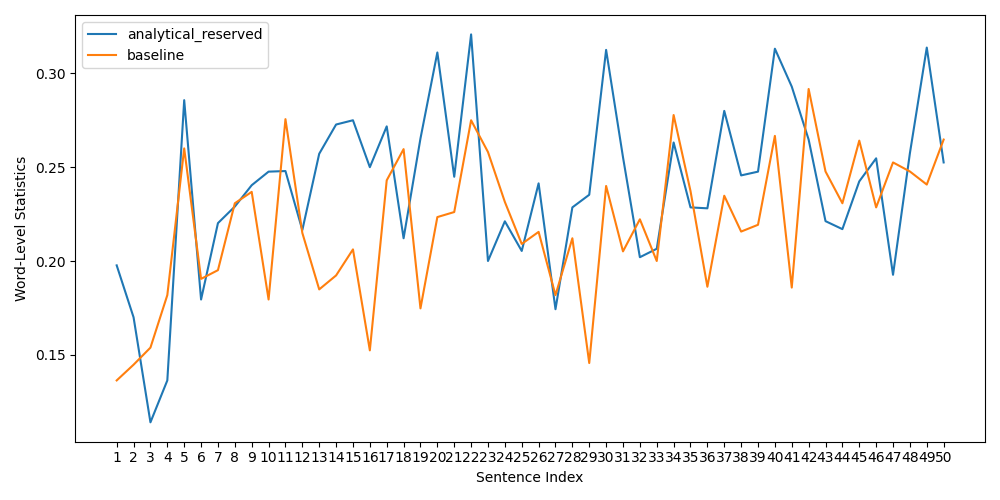 analytical_reserved
baseline
Word-Level Statistics
0.30
0.25
0.20
0.15
1 2 3 4 5 6 7 8 9 10 11 12 13 14 15 16 17 18 19 20 21 22 23 24 25 26 27 28 29 30 31 32 33 34 35 36 37 38 39 40 41 42 43 44 45 46 47 48 49 50
Sentence Index